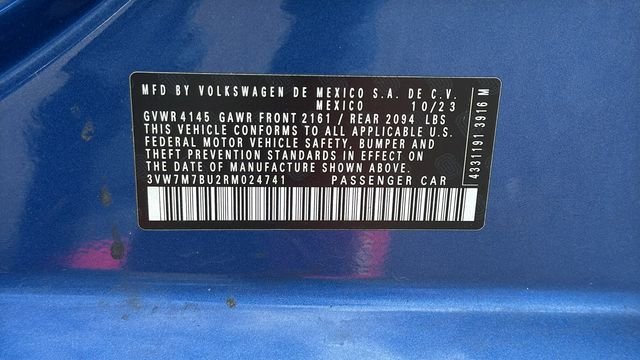 MFD BY VOLKSWAGEN DE MEXICO S.A. DE C.V.
MEXICO 10/23
GVWR 4145 GAWR FRONT 2161 / REAR 2094 LBS
THIS VEHICLE CONFORMS TO ALL APPLICABLE U.S.
FEDERAL MOTOR VEHICLE SAFETY, BUMPER AND
THEFT PREVENTION STANDARDS IN EFFECT ON THE
DATE OF MANUFACTURE SHOWN ABOVE.
3VW7M7BU2RM024741 PASSENGER CAR
4331191 3916 M